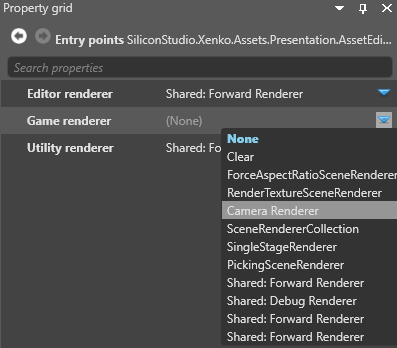 Property grid
Entry points SiliconStudio.Xenko.Assets.Presentation.AssetEdi...
Search properties
Editor renderer Shared: Forward Renderer
Game renderer (None)
Utility renderer Shared: Fo
None
Clear
ForceAspectRatioSceneRenderer
RenderTextureSceneRenderer
Camera Renderer
SceneRendererCollection
SingleStageRenderer
PickingSceneRenderer
Shared: Forward Renderer
Shared: Debug Renderer
Shared: Forward Renderer
Shared: Forward Renderer